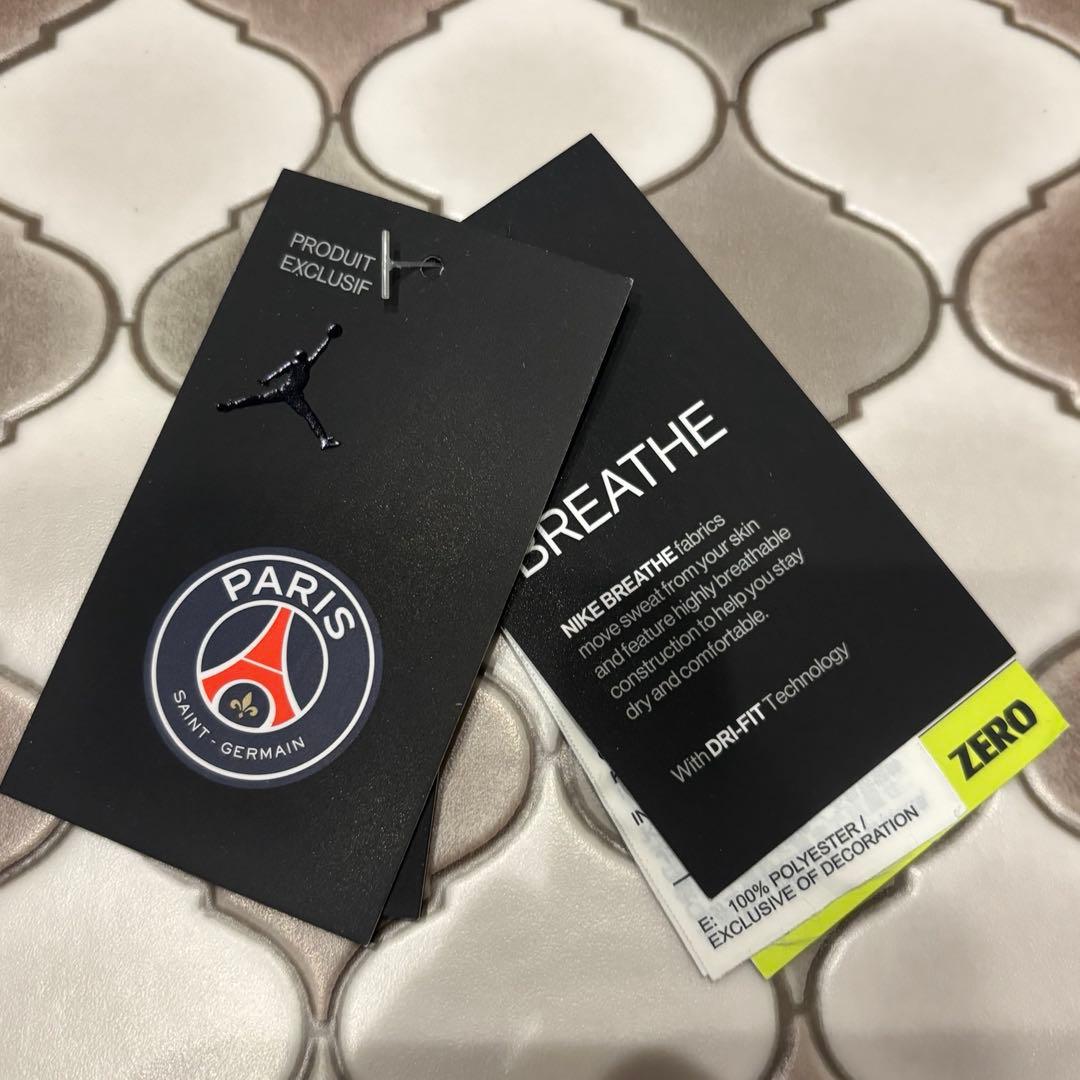 PRODUIT
EXCLUSIF
PARIS
SAINT-GERMAIN
BREATHE
NIKE BREATHE fabrics
move sweat from your skin
and feature highly breathable
construction to help you stay
dry and comfortable.
With DRI-FIT Technology
ZERO
IN
E: 100% POLYESTER /
EXCLUSIVE OF DECORATION